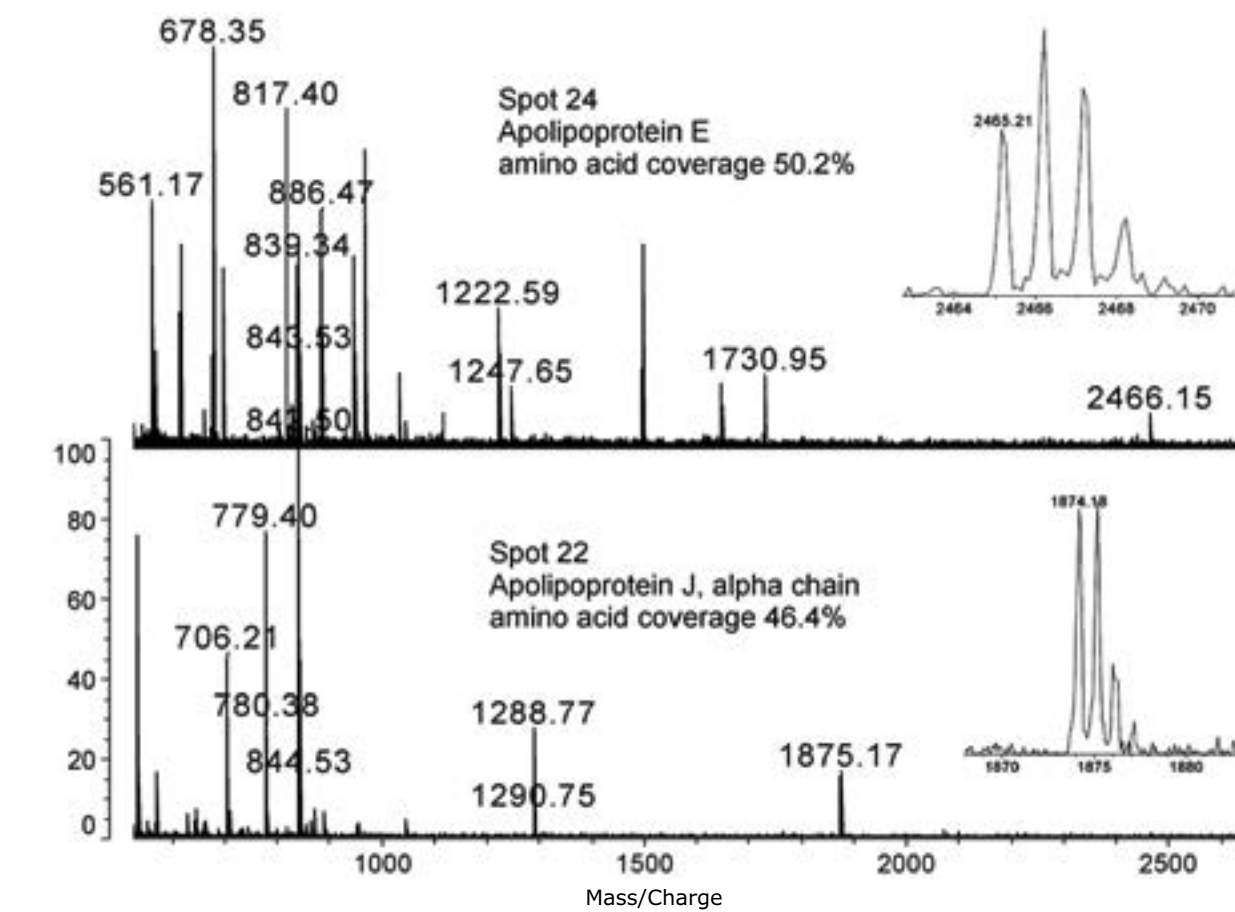 678.35
817.40
Spot 24
Apolipoprotein E
amino acid coverage 50.2%
2465.21
561.17
886.47
839.34
1222.59
2464 2466 2468 2470
843.53
1247.65
1730.95
2466.15
841.50
100
80
60
40
20
0
779.40
1874.18
Spot 22
Apolipoprotein J, alpha chain
amino acid coverage 46.4%
706.21
780.38
1288.77
844.53
1875.17
1870 1875 1880
1290.75
1000 1500 2000 2500
Mass/Charge